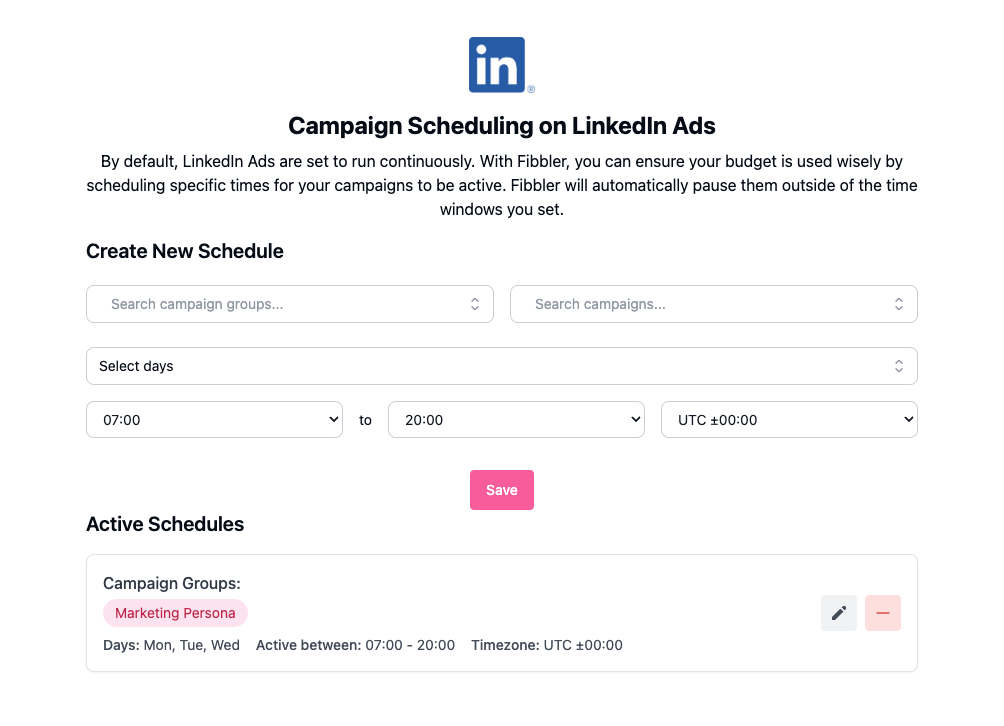 in
®
Campaign Scheduling on LinkedIn Ads
By default, LinkedIn Ads are set to run continuously. With Fibbler, you can ensure your budget is used wisely by
scheduling specific times for your campaigns to be active. Fibbler will automatically pause them outside of the time
windows you set.
Create New Schedule
Search campaign groups... Search campaigns...
Select days
07:00 to 20:00 UTC ±00:00
Save
Active Schedules
Campaign Groups:
Marketing Persona
Days: Mon, Tue, Wed Active between: 07:00 - 20:00 Timezone: UTC ±00:00